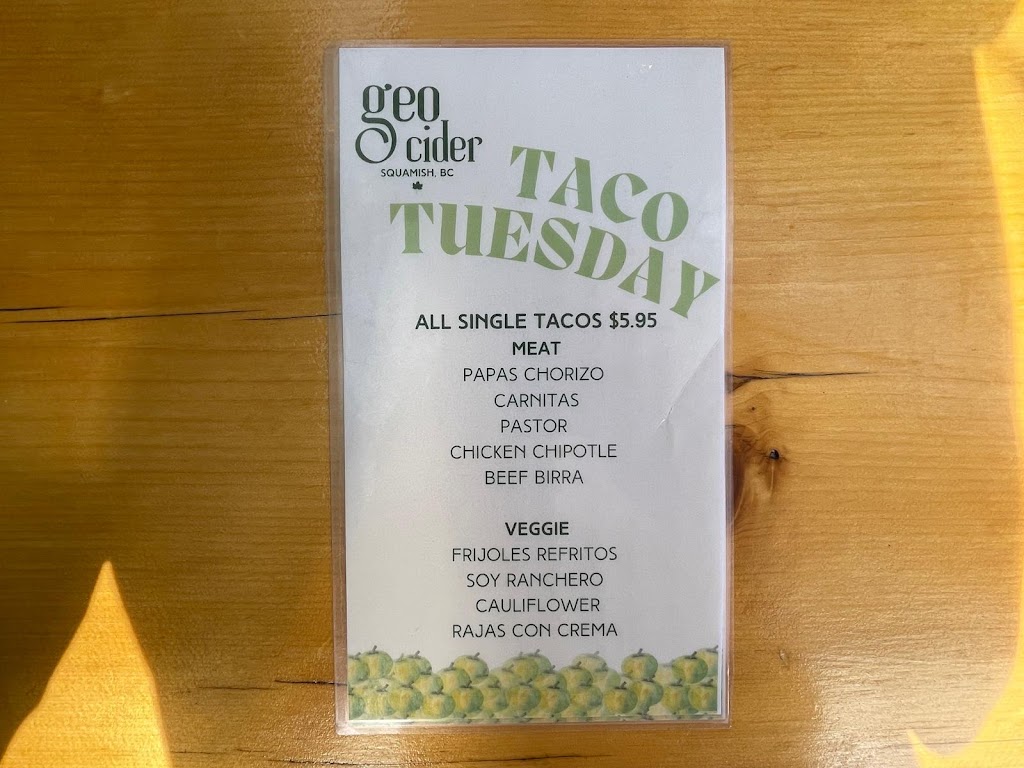 geo
cider
SQUAMISH, BC
TACO
TUESDAY
ALL SINGLE TACOS $5.95
MEAT
PAPAS CHORIZO
CARNITAS
PASTOR
CHICKEN CHIPOTLE
BEEF BIRRA
VEGGIE
FRIJOLES REFRITOS
SOY RANCHERO
CAULIFLOWER
RAJAS CON CREMA